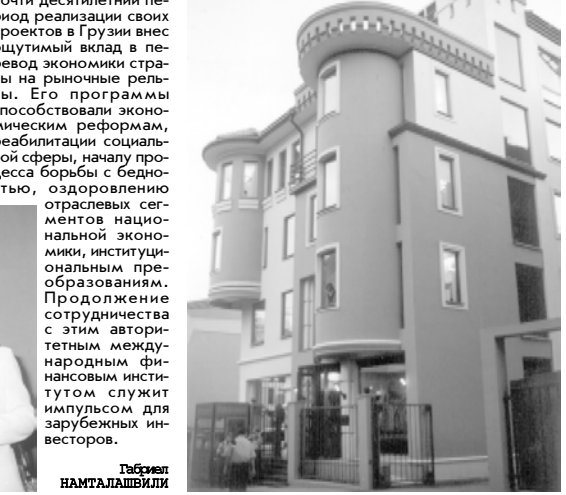 почти десятилетний пе-
риод реализации своих
проектов в Грузии внес
ощутимый вклад в пе-
ревод экономики стра-
ны на рыночные рель-
сы. Его программы
способствовали эконо-
мическим реформам,
реабилитации социаль-
ной сферы, началу про-
цесса борьбы с бедно-
стью, оздоровлению
отраслевых сег-
ментов нацио-
нальной эконо-
мики, институци-
ональным пре-
образованиям.
Продолжение
сотрудничества
с этим автори-
тетным между-
народным фи-
нансовым инсти-
тутом служит
импульсом для
зарубежных ин-
весторов.
Габриел
НАМТАЛАШВИЛИ